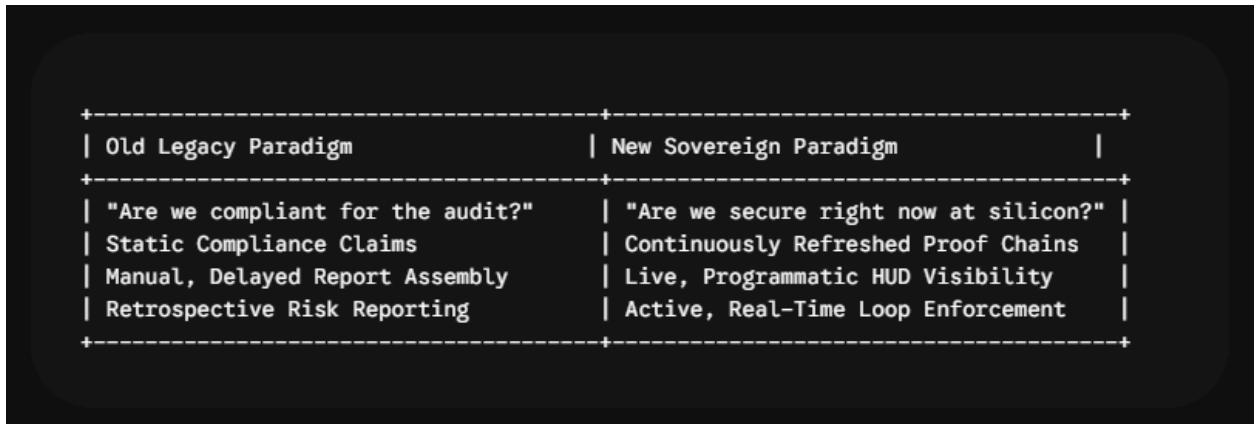 +---------------------------------------+---------------------------------------+
| Old Legacy Paradigm | New Sovereign Paradigm |
+---------------------------------------+---------------------------------------+
| "Are we compliant for the audit?" | "Are we secure right now at silicon?" |
| Static Compliance Claims | Continuously Refreshed Proof Chains |
| Manual, Delayed Report Assembly | Live, Programmatic HUD Visibility |
| Retrospective Risk Reporting | Active, Real-Time Loop Enforcement |
+---------------------------------------+---------------------------------------+